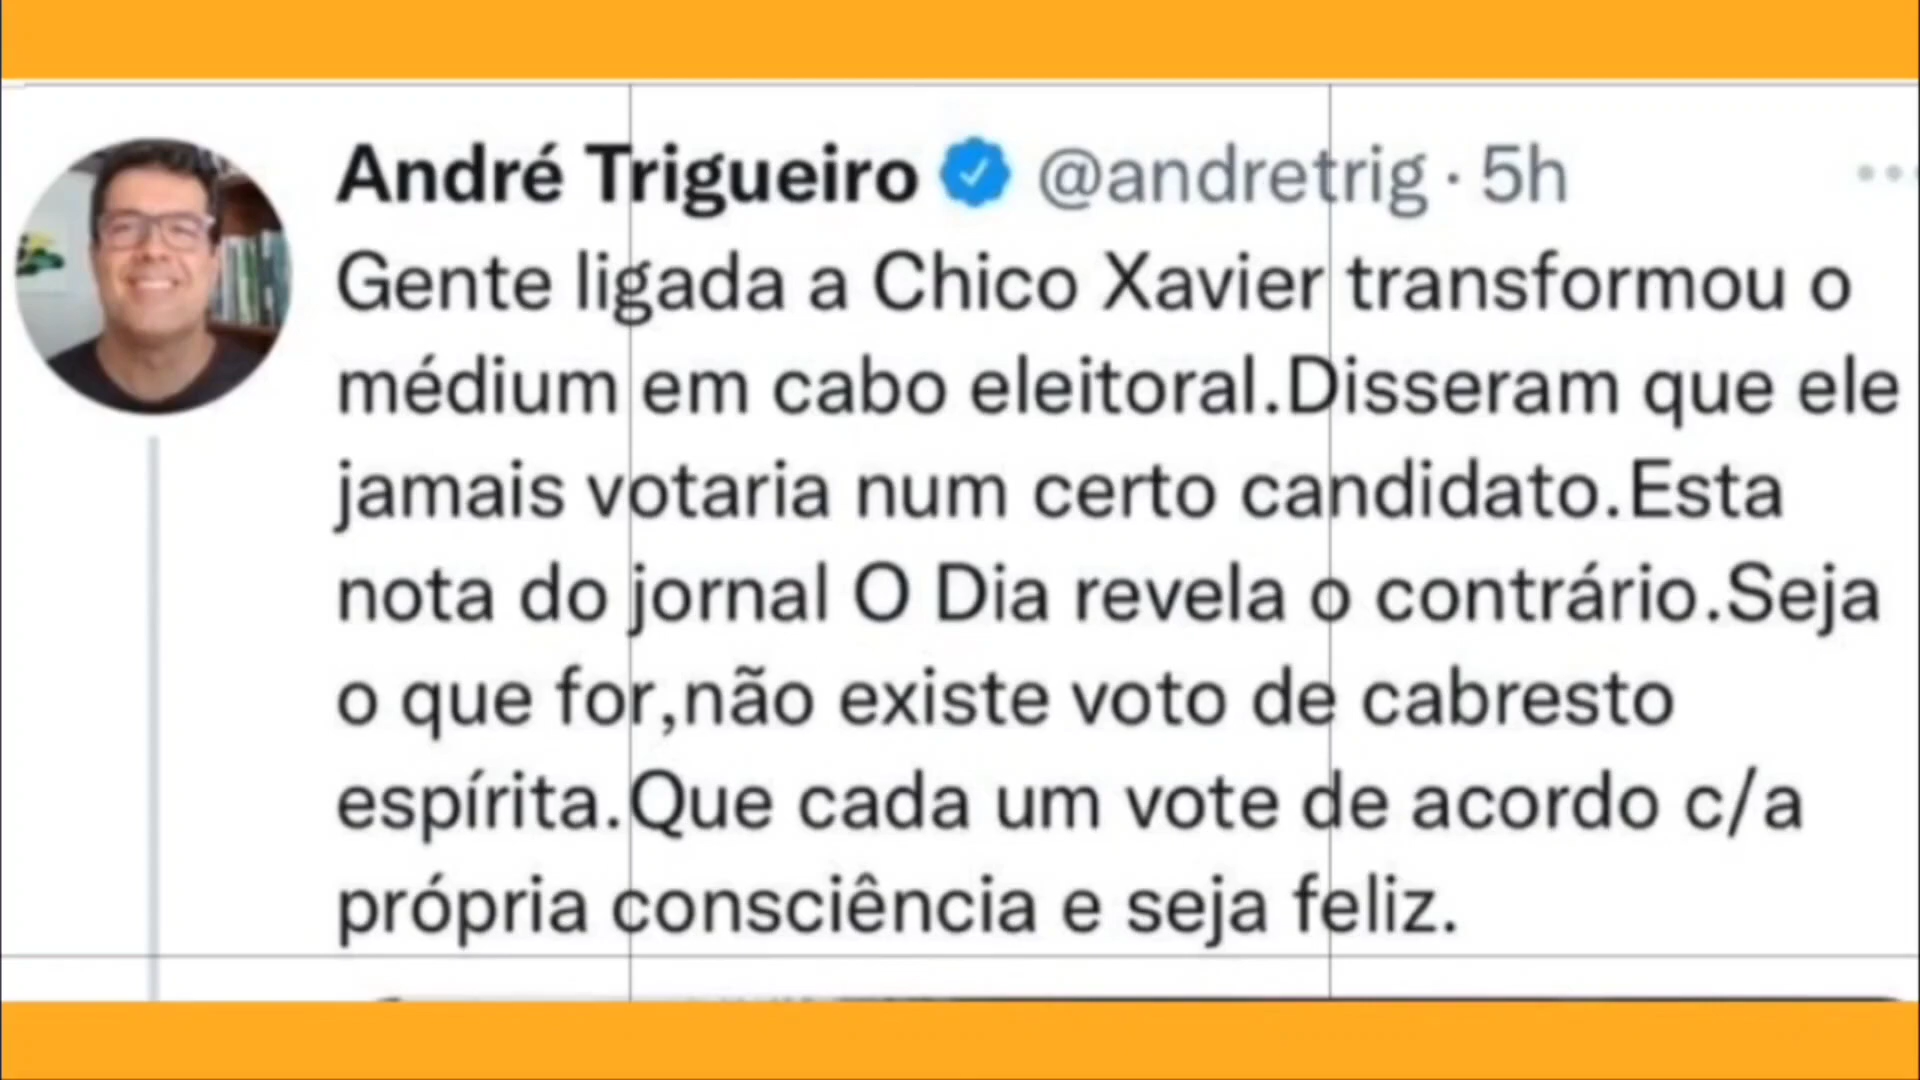 André Trigueiro @andretrig · 5h
Gente ligada a Chico Xavier transformou o
médium em cabo eleitoral.Disseram que ele
jamais votaria num certo candidato.Esta
nota do jornal O Dia revela o contrário.Seja
o que for,não existe voto de cabresto
espírita.Que cada um vote de acordo c/a
própria consciência e seja feliz.